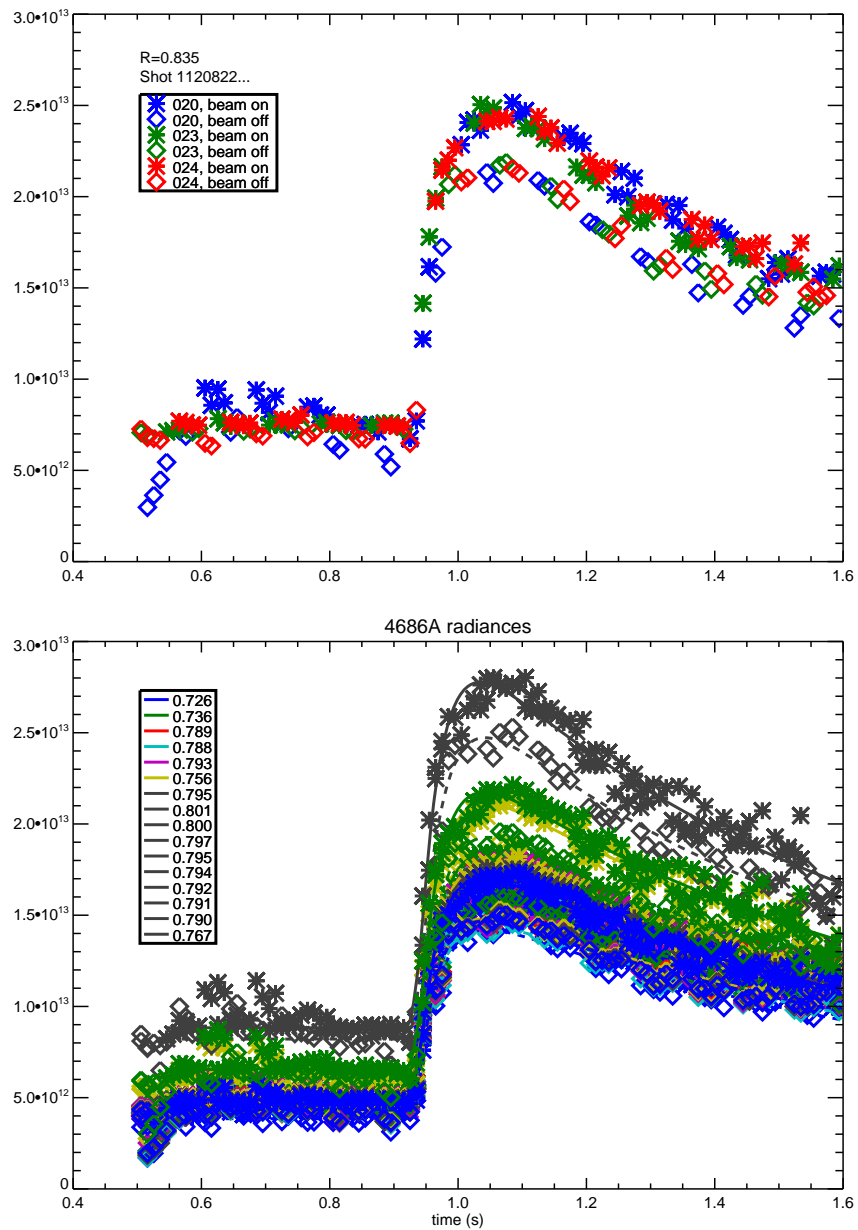 3.0•10¹³
R=0.835
Shot 1120822...
020, beam on
020, beam off
023, beam on
023, beam off
024, beam on
024, beam off
2.5•10¹³
2.0•10¹³
1.5•10¹³
1.0•10¹³
5.0•10¹²
0
0.4 0.6 0.8 1.0 1.2 1.4 1.6
4686A radiances
3.0•10¹³
0.726
0.736
0.789
0.788
0.793
0.756
0.795
0.801
0.800
0.797
0.795
0.794
0.792
0.791
0.790
0.767
2.5•10¹³
2.0•10¹³
1.5•10¹³
1.0•10¹³
5.0•10¹²
0
0.4 0.6 0.8 1.0 1.2 1.4 1.6
time (s)